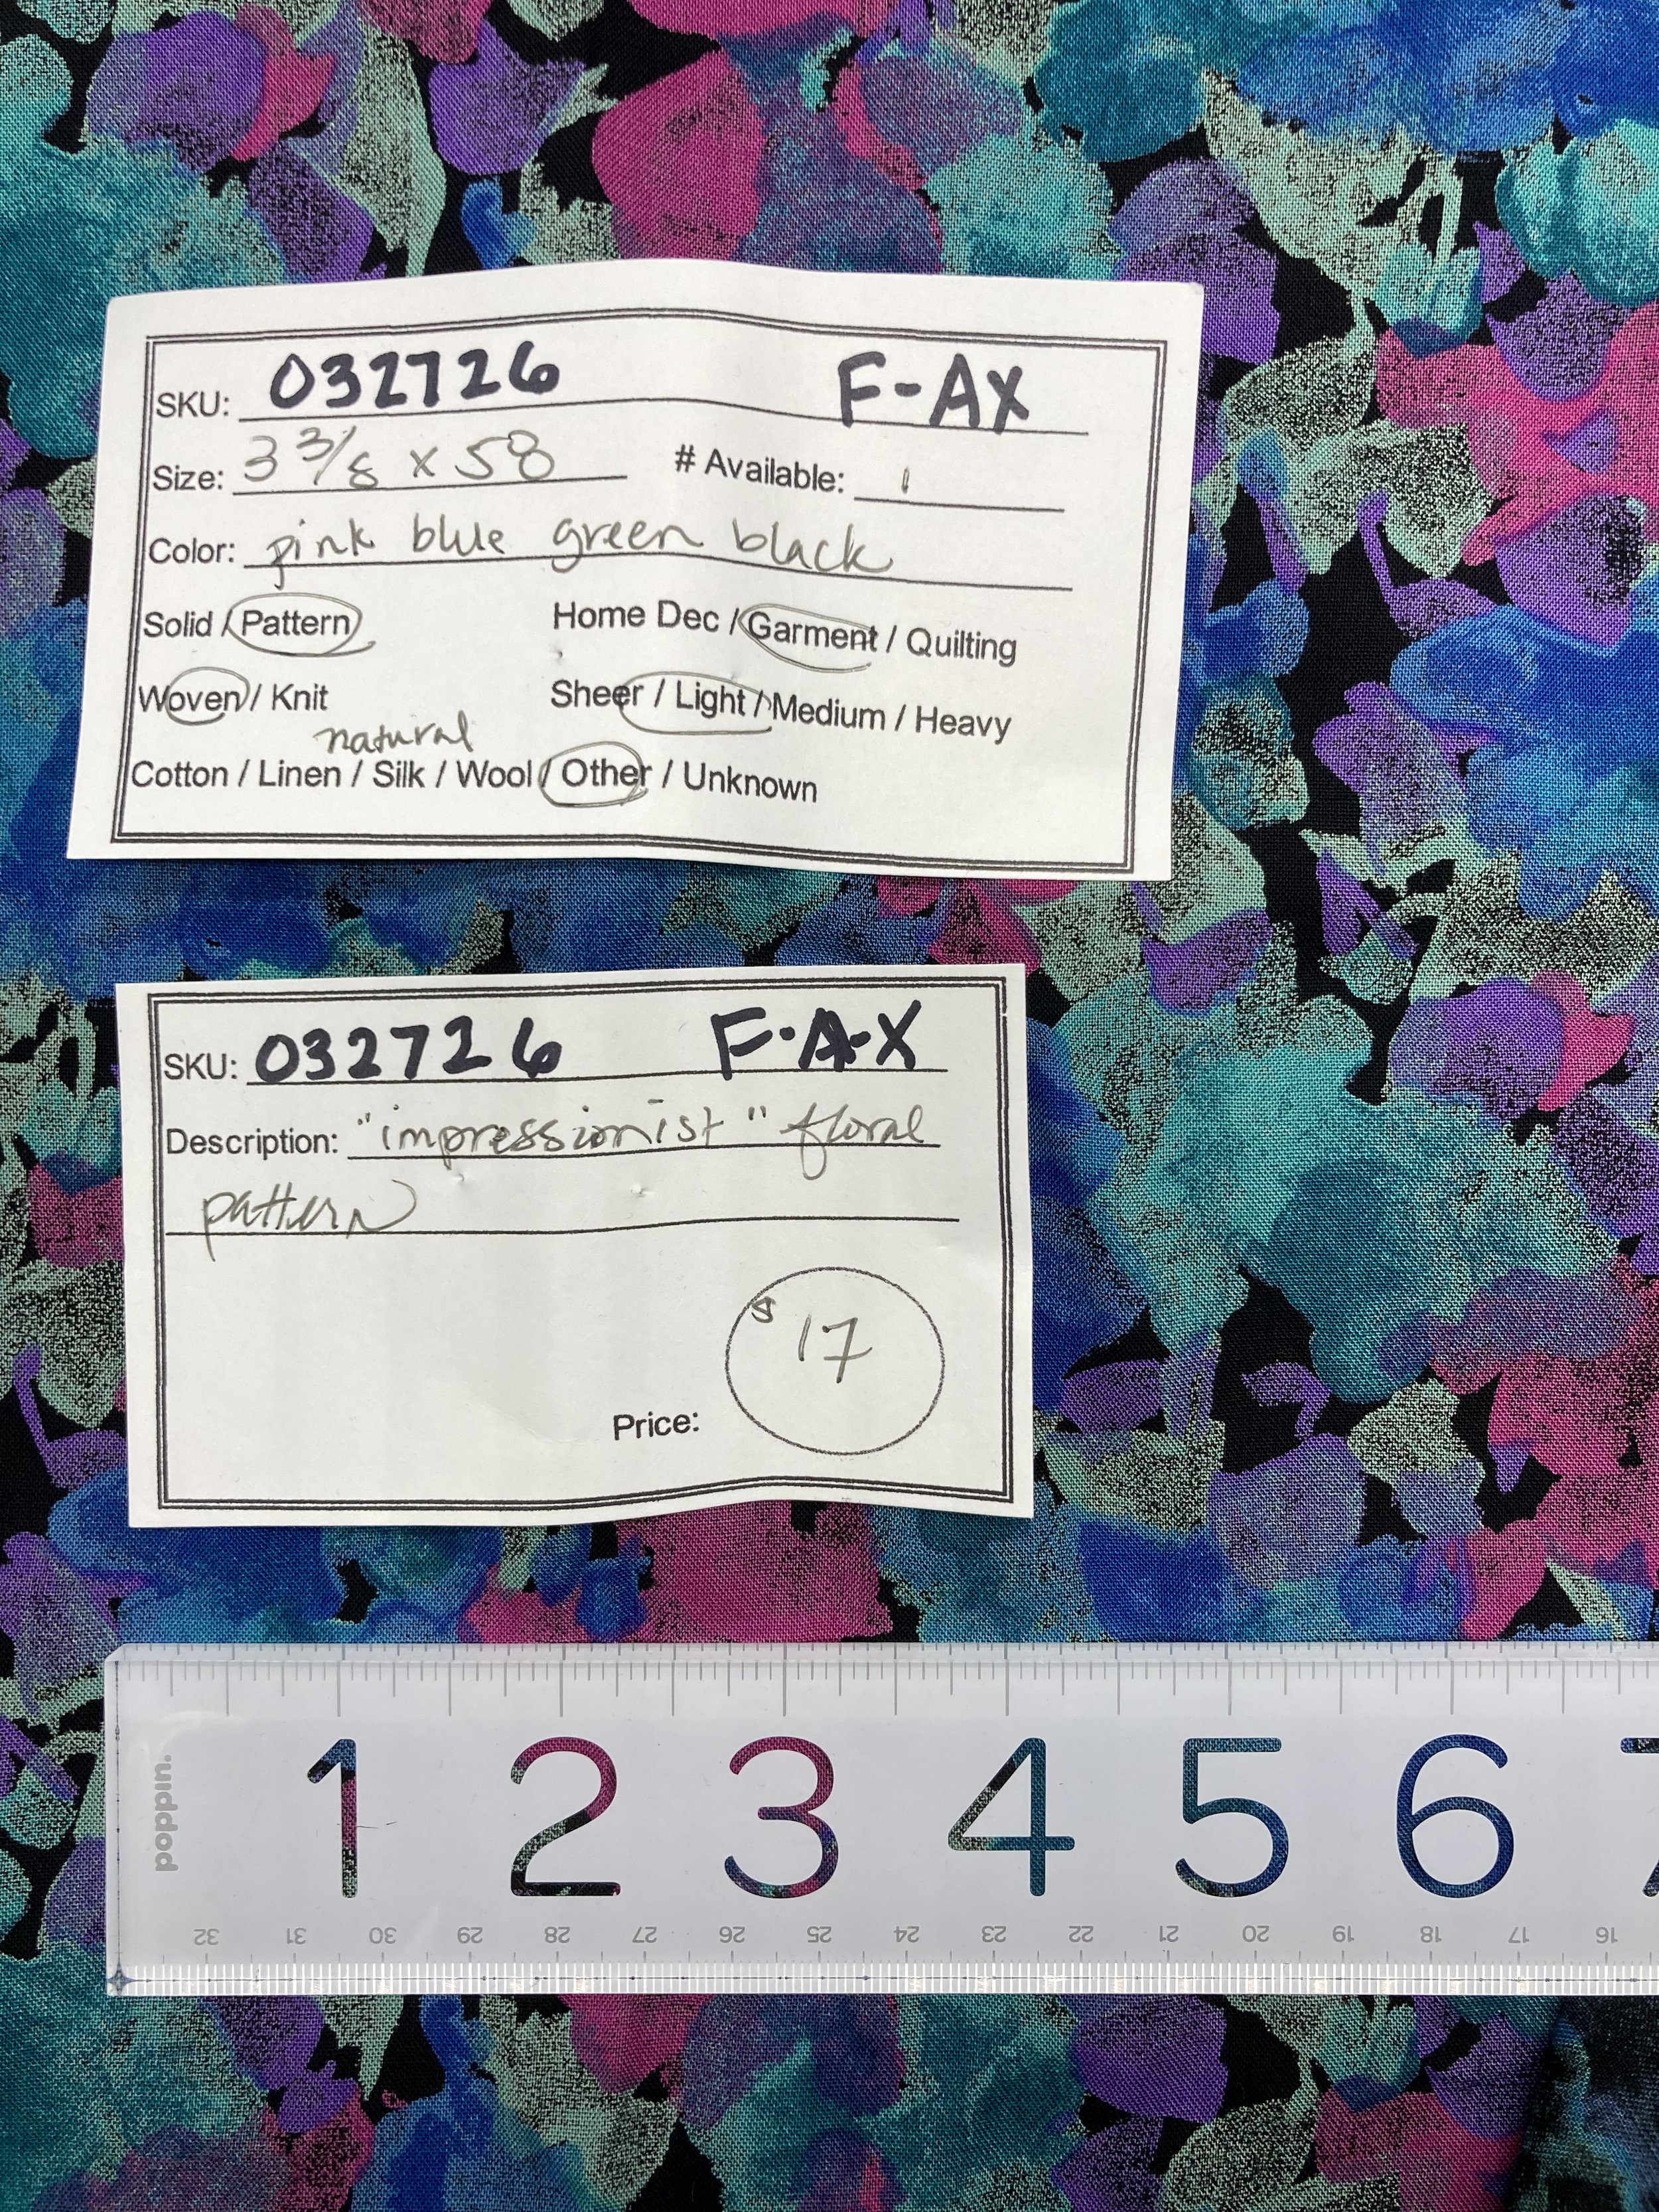 SKU: 032726 F-AX
Size: 3 3/8 x 58 # Available: 1
Color: pink blue green black
Solid / Pattern Home Dec / Garment / Quilting
Woven / Knit Sheer / Light / Medium / Heavy
natural
Cotton / Linen / Silk / Wool / Other / Unknown
SKU: 032726 F-A-X
Description: "impressionist" floral
pattern
$17
Price:
poppin.
1 2 3 4 5 6 7
32 31 30 29 28 27 26 25 24 23 22 21 20 19 18 17 16